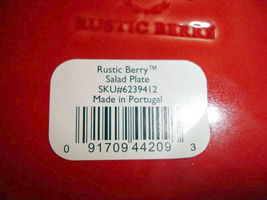 RUSTIC BERRY
Rustic Berry™
Salad Plate
SKU#6239412
Made in Portugal
0 91709 44209 3